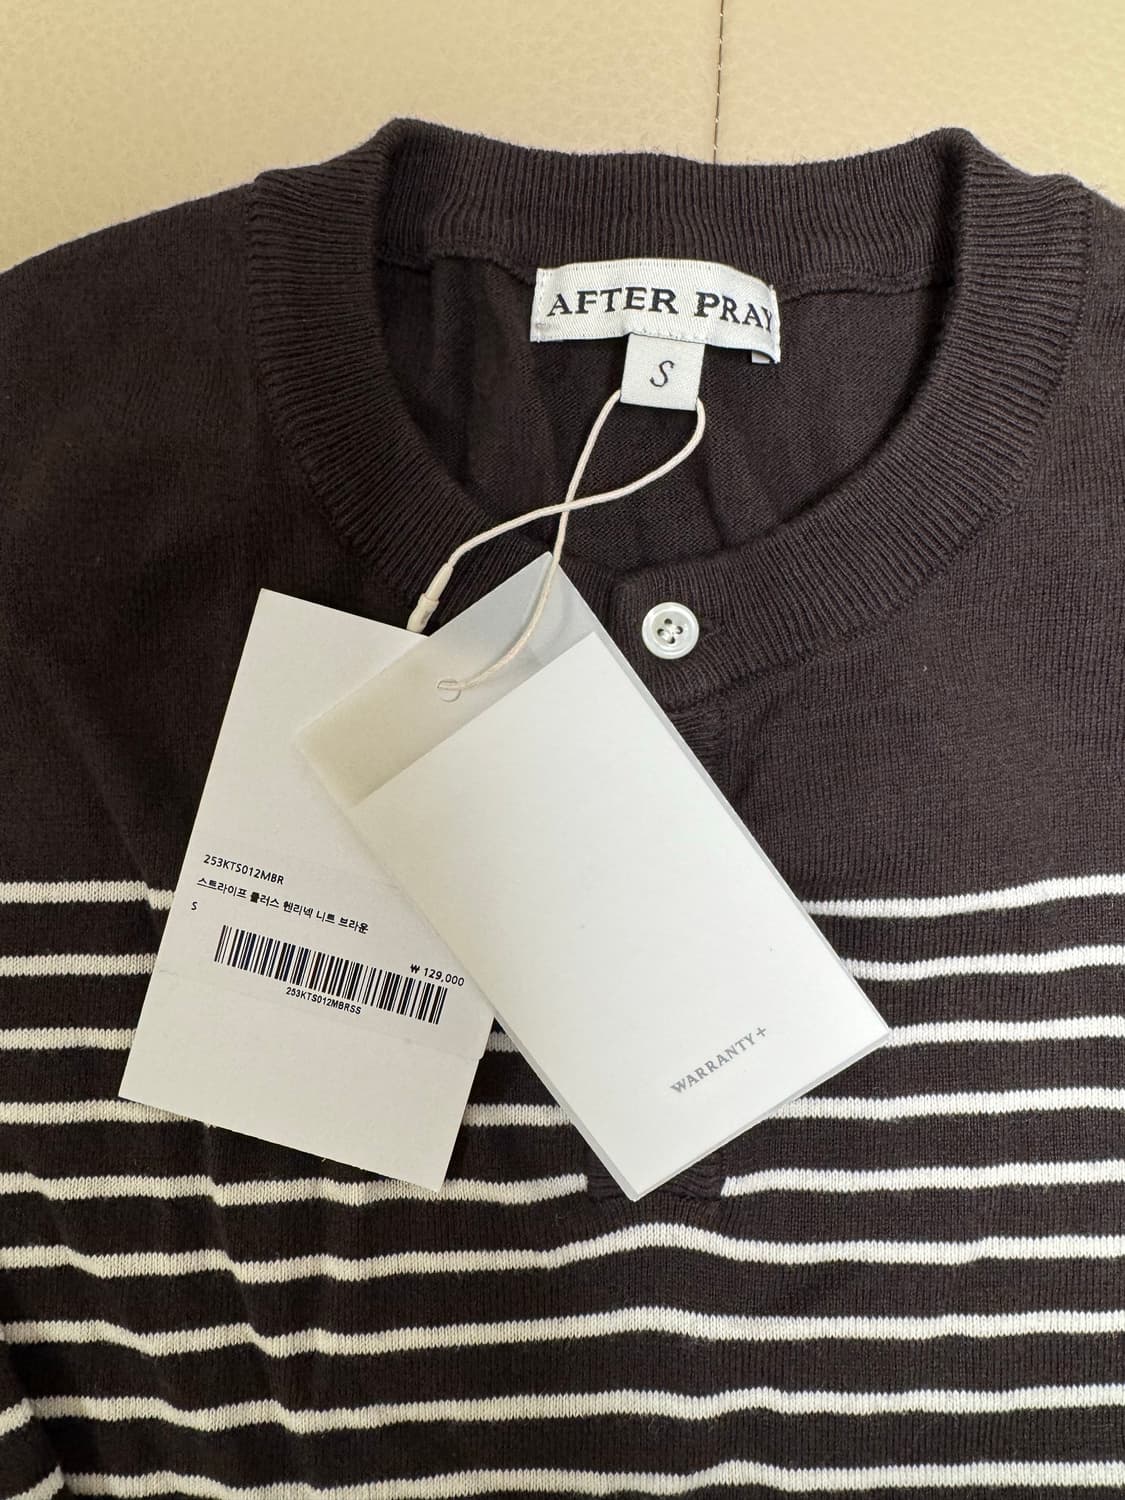 AFTER PRAY
S
253KTS012MBR
스트라이프 플러스 헨리넥 니트 브라운
S
₩ 129,000
253KTS012MBRSS
WARRANTY+